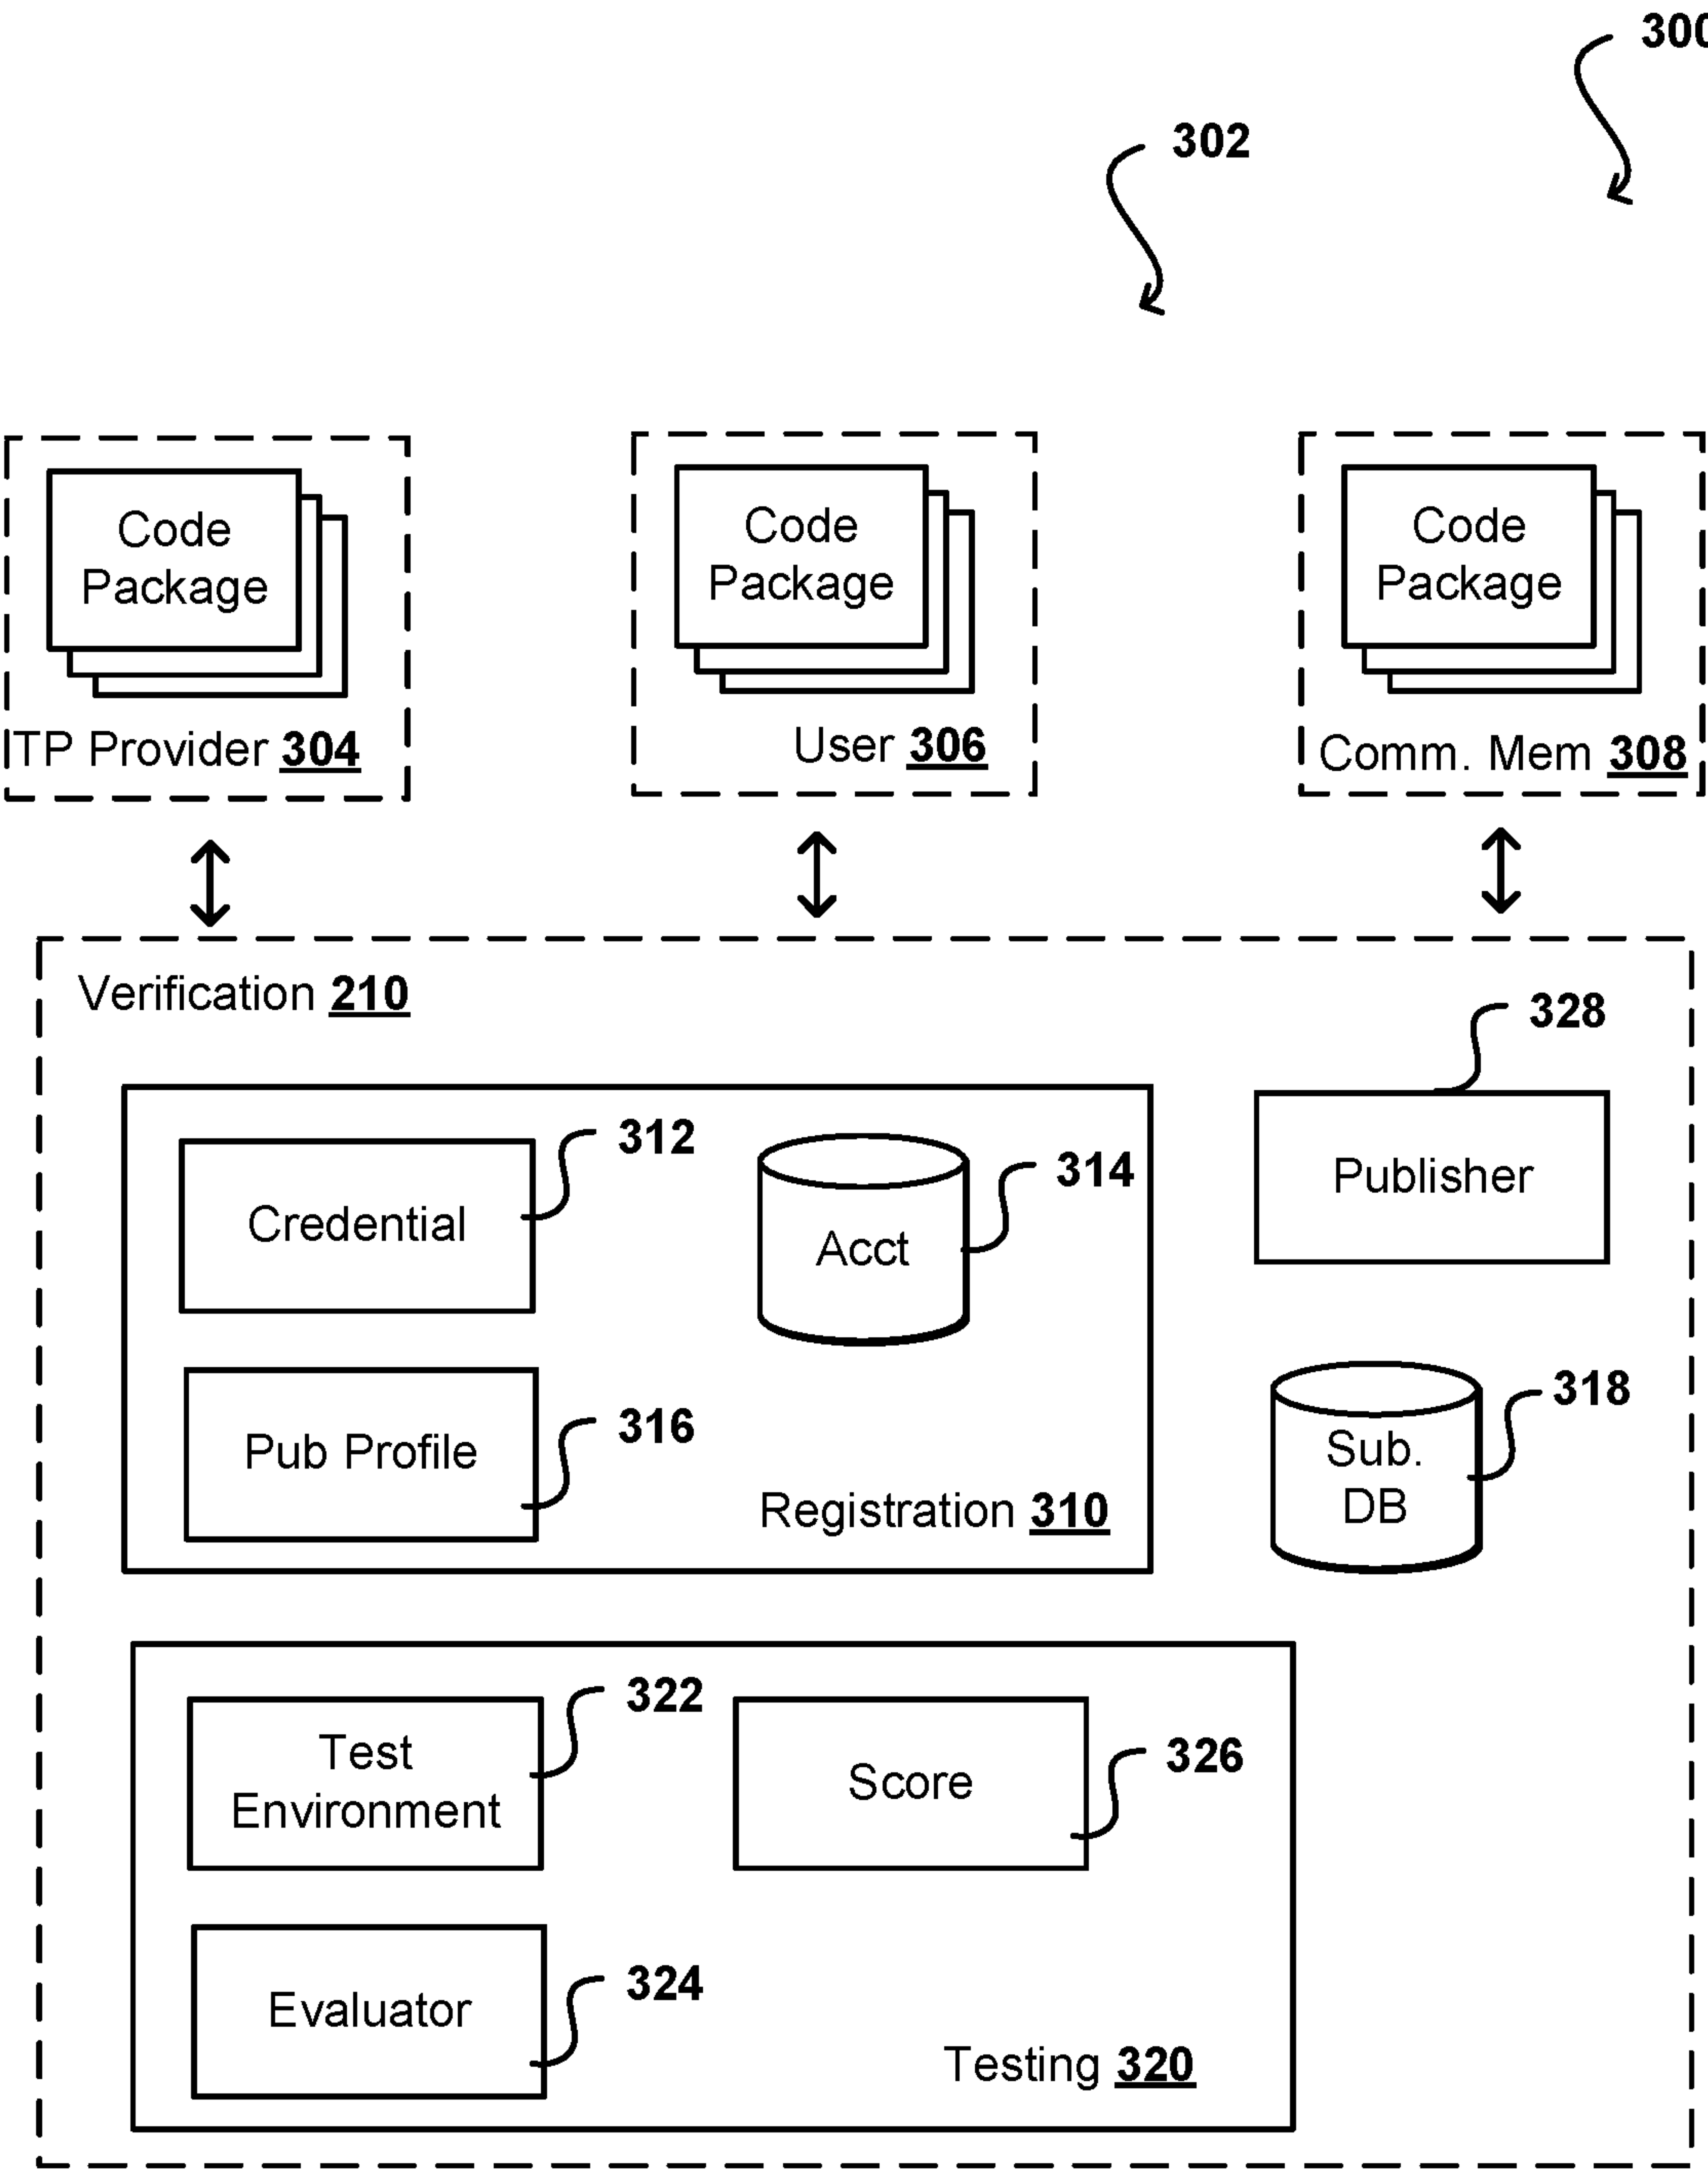 300
302
Code
Package
TP Provider 304
Code
Package
User 306
Code
Package
Comm. Mem 308
Verification 210
328
Publisher
312
Credential
314
Acct
316
Pub Profile
Registration 310
318
Sub.
DB
322
Test
Environment
326
Score
324
Evaluator
Testing 320